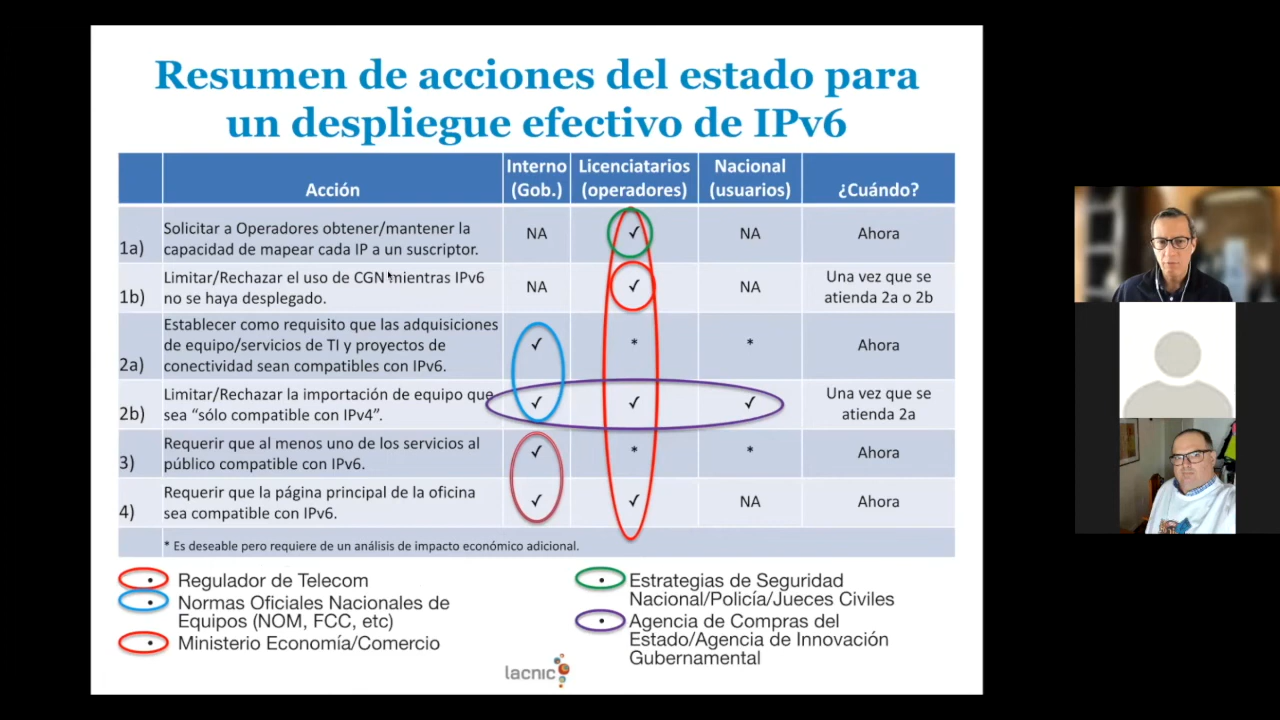 Resumen de acciones del estado para
un despliegue efectivo de IPv6
Acción
Interno
(Gob.)
Licenciatarios
(operadores)
Nacional
(usuarios)
¿Cuándo?
1a)
Solicitar a Operadores obtener/mantener la
capacidad de mapear cada IP a un suscriptor.
NA
✓
NA
Ahora
1b)
Limitar/Rechazar el uso de CGN mientras IPv6
no se haya desplegado.
NA
✓
NA
Una vez que se
atienda 2a o 2b
2a)
Establecer como requisito que las adquisiciones
de equipo/servicios de TI y proyectos de
conectividad sean compatibles con IPv6.
✓
*
*
Ahora
2b)
Limitar/Rechazar la importación de equipo que
sea “sólo compatible con IPv4”.
✓
✓
✓
Una vez que se
atienda 2a
3)
Requerir que al menos uno de los servicios al
público compatible con IPv6.
✓
*
*
Ahora
4)
Requerir que la página principal de la oficina
sea compatible con IPv6.
✓
✓
NA
Ahora
* Es deseable pero requiere de un análisis de impacto económico adicional.
• Regulador de Telecom
• Normas Oficiales Nacionales de
Equipos (NOM, FCC, etc)
• Ministerio Economía/Comercio
• Estrategias de Seguridad
Nacional/Policía/Jueces Civiles
• Agencia de Compras del
Estado/Agencia de Innovación
Gubernamental
lacnic